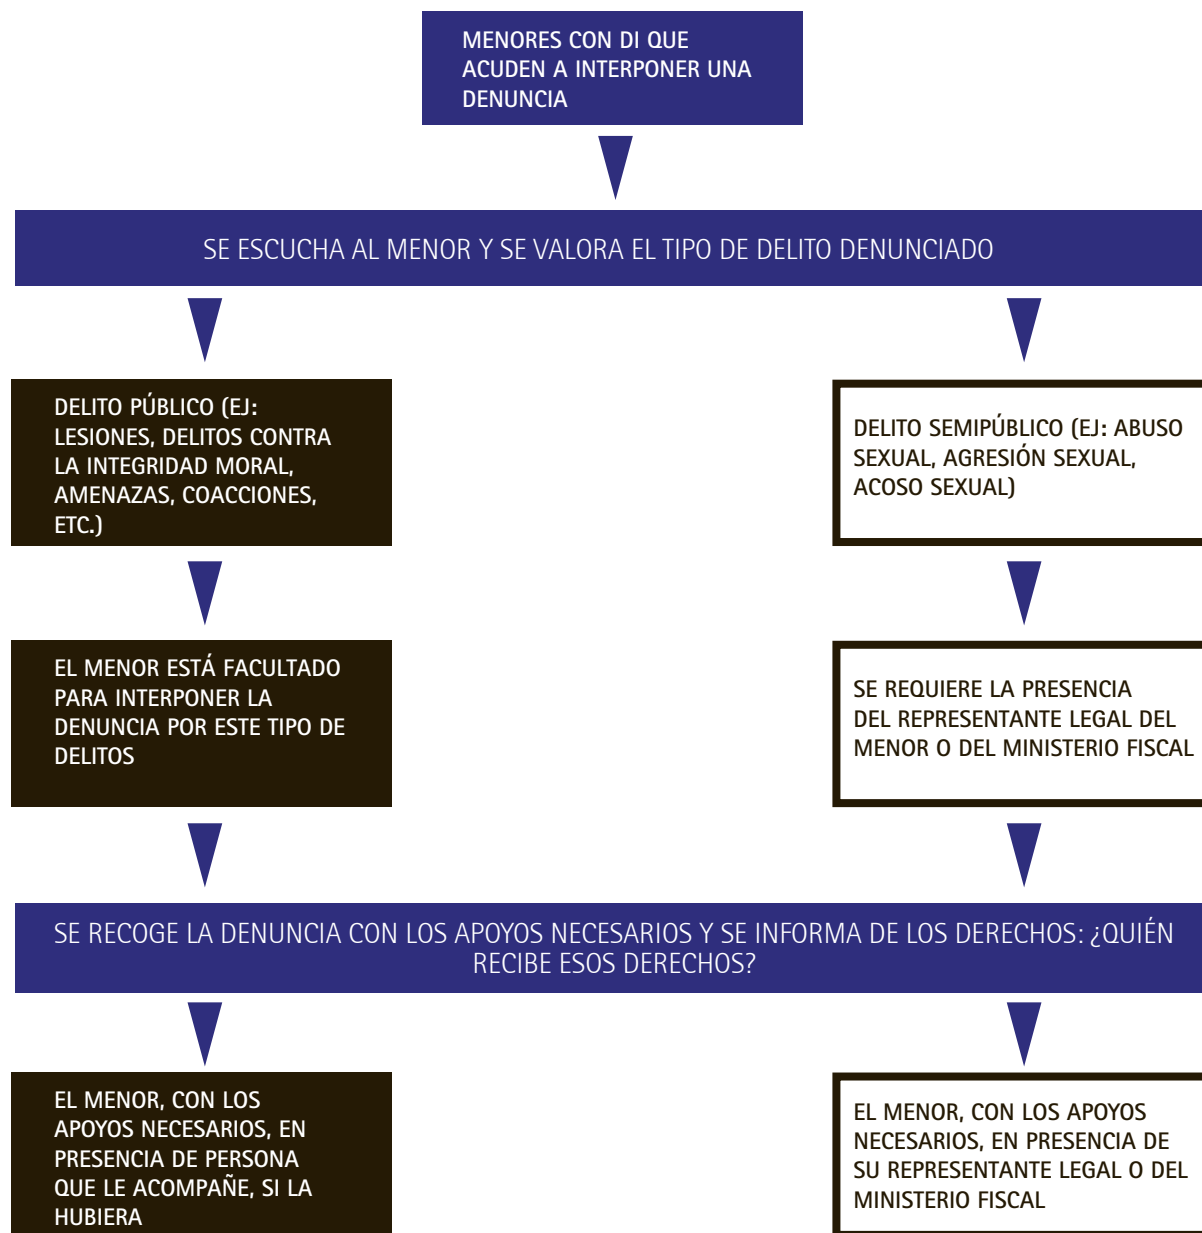 MENORES CON DI QUE
ACUDEN A INTERPONER UNA
DENUNCIA
SE ESCUCHA AL MENOR Y SE VALORA EL TIPO DE DELITO DENUNCIADO
DELITO PÚBLICO (EJ:
LESIONES, DELITOS CONTRA
LA INTEGRIDAD MORAL,
AMENAZAS, COACCIONES,
ETC.)
DELITO SEMIPÚBLICO (EJ: ABUSO
SEXUAL, AGRESIÓN SEXUAL,
ACOSO SEXUAL)
EL MENOR ESTÁ FACULTADO
PARA INTERPONER LA
DENUNCIA POR ESTE TIPO DE
DELITOS
SE REQUIERE LA PRESENCIA
DEL REPRESENTANTE LEGAL DEL
MENOR O DEL MINISTERIO FISCAL
SE RECOGE LA DENUNCIA CON LOS APOYOS NECESARIOS Y SE INFORMA DE LOS DERECHOS: ¿QUIÉN
RECIBE ESOS DERECHOS?
EL MENOR, CON LOS
APOYOS NECESARIOS, EN
PRESENCIA DE PERSONA
QUE LE ACOMPAÑE, SI LA
HUBIERA
EL MENOR, CON LOS APOYOS
NECESARIOS, EN PRESENCIA DE
SU REPRESENTANTE LEGAL O DEL
MINISTERIO FISCAL